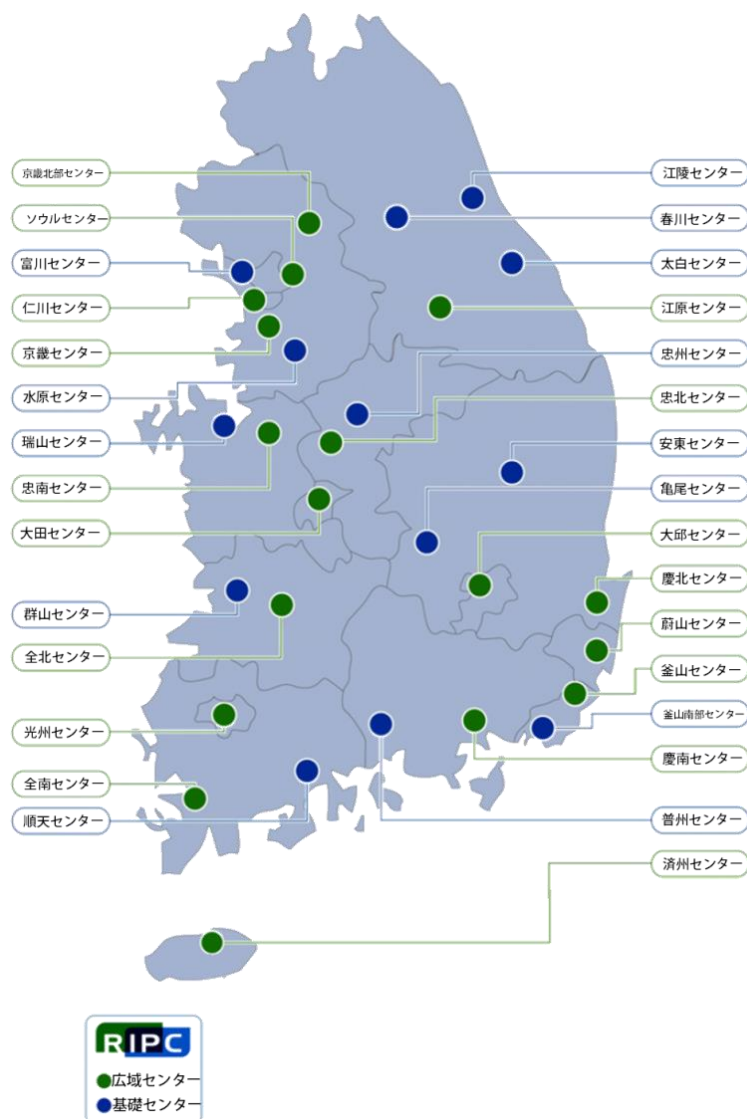 京畿北部センター
ソウルセンター
富川センター
仁川センター
京畿センター
水原センター
瑞山センター
忠南センター
大田センター
群山センター
全北センター
光州センター
全南センター
順天センター
江陵センター
春川センター
太白センター
江原センター
忠州センター
忠北センター
安東センター
亀尾センター
大邱センター
慶北センター
蔚山センター
釜山センター
釜山南部センター
慶南センター
普州センター
済州センター
RIPC
広域センター
基礎センター